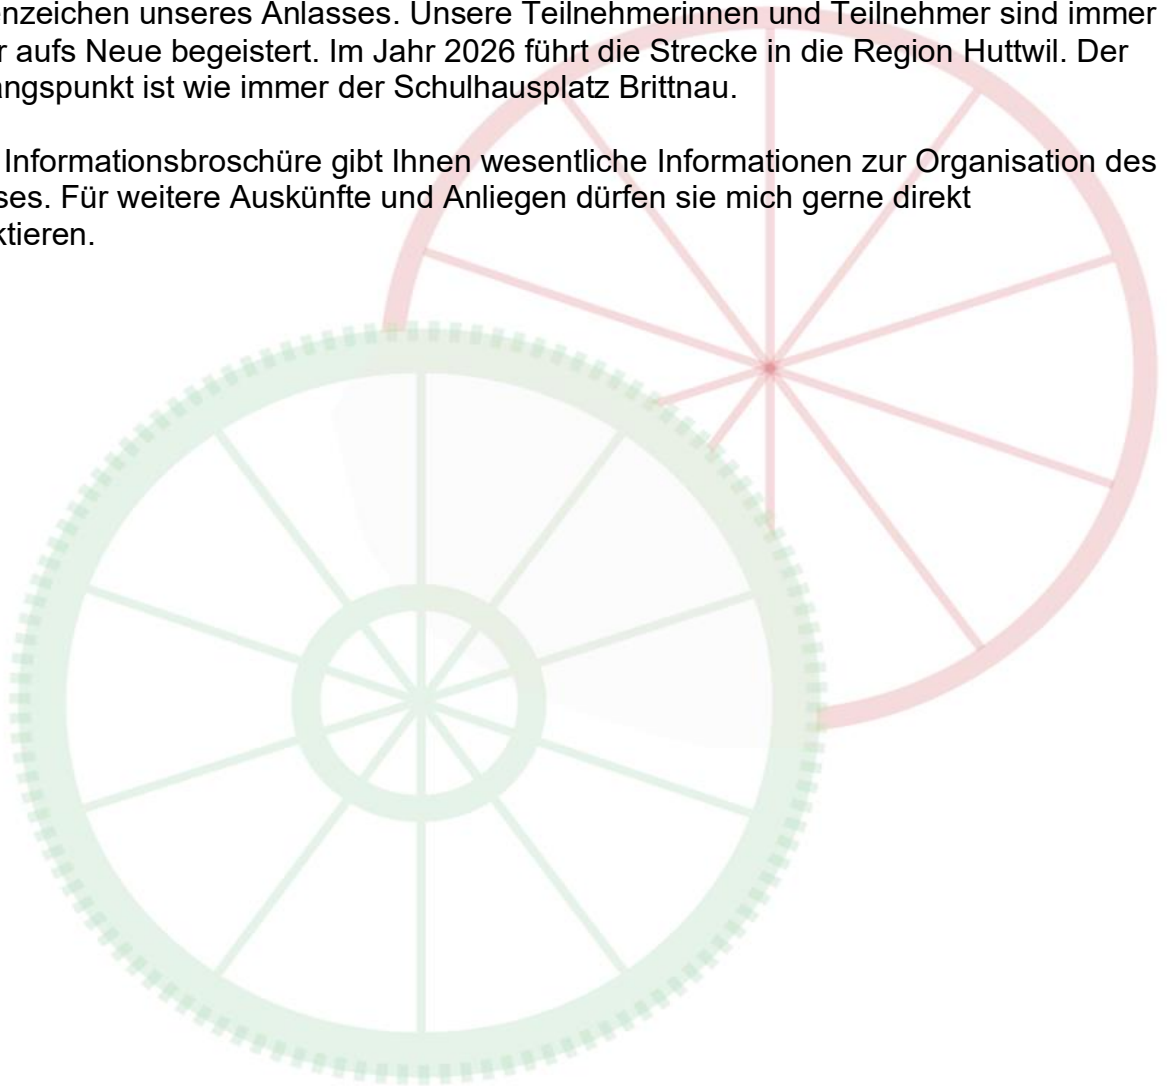 nzeichen unseres Anlasses. Unsere Teilnehmerinnen und Teilnehmer sind immer
r aufs Neue begeistert. Im Jahr 2026 führt die Strecke in die Region Huttwil. Der
ngspunkt ist wie immer der Schulhausplatz Brittnau.
Informationsbroschüre gibt Ihnen wesentliche Informationen zur Organisation des
ses. Für weitere Auskünfte und Anliegen dürfen sie mich gerne direkt
ktieren.